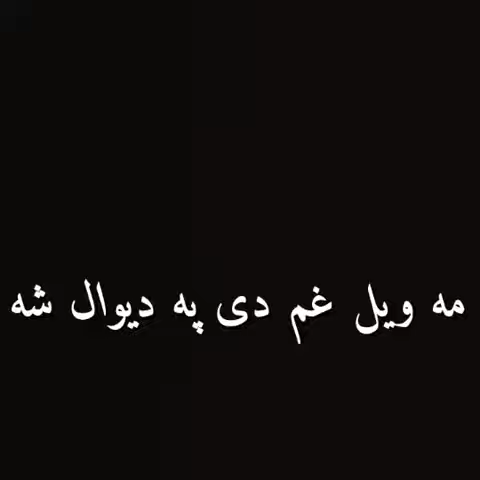 مه ویل غم دی په دیوال شه